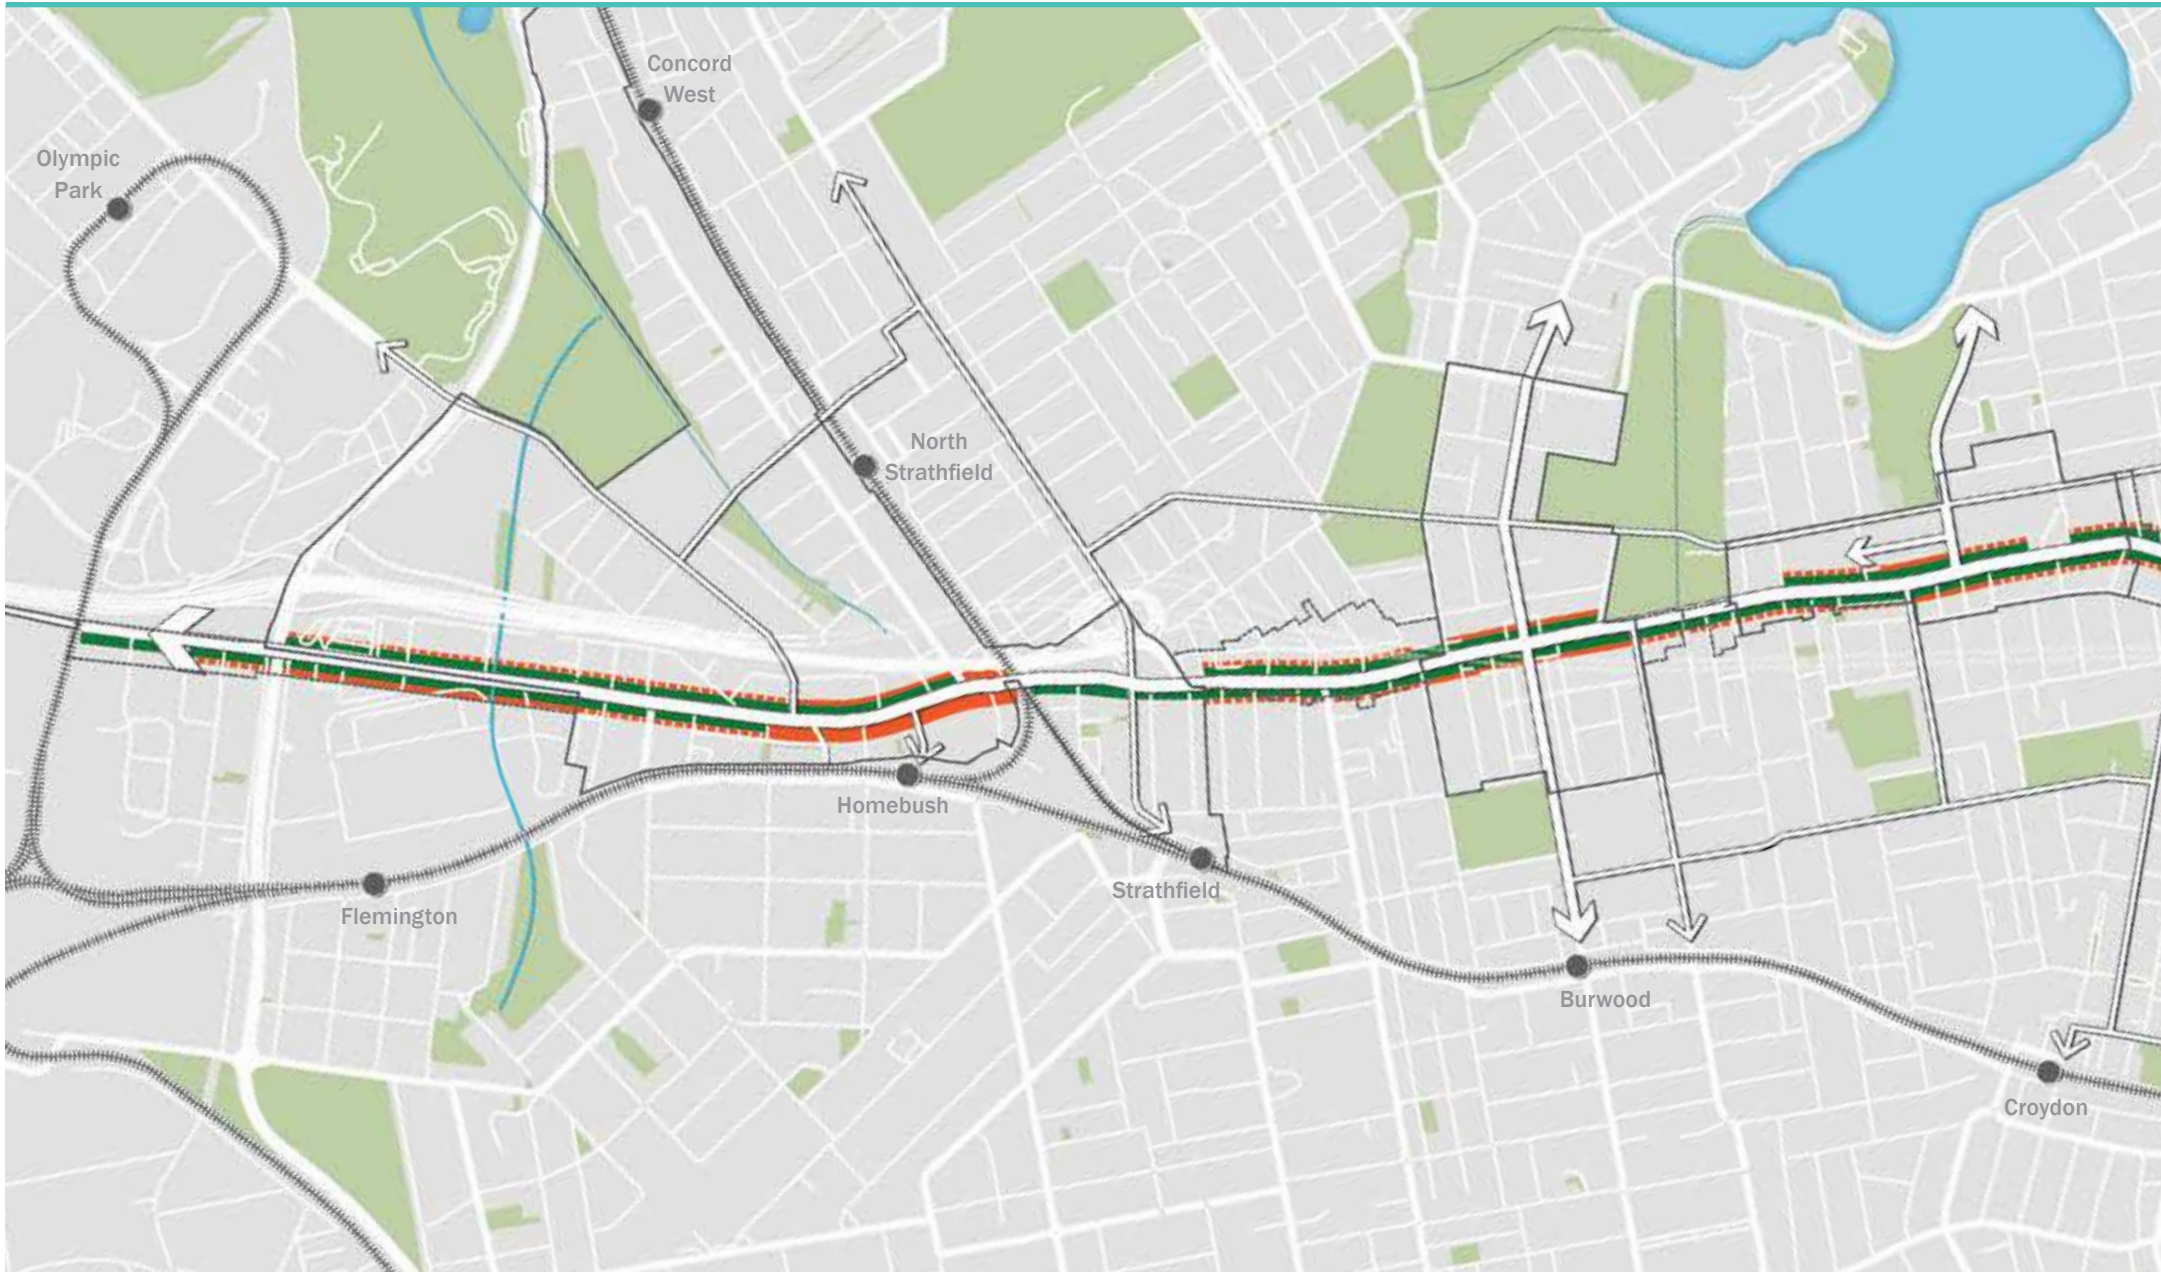 Concord
West
Olympic
Park
North
Strathfield
Homebush
Strathfield
Flemington
Burwood
Croydon